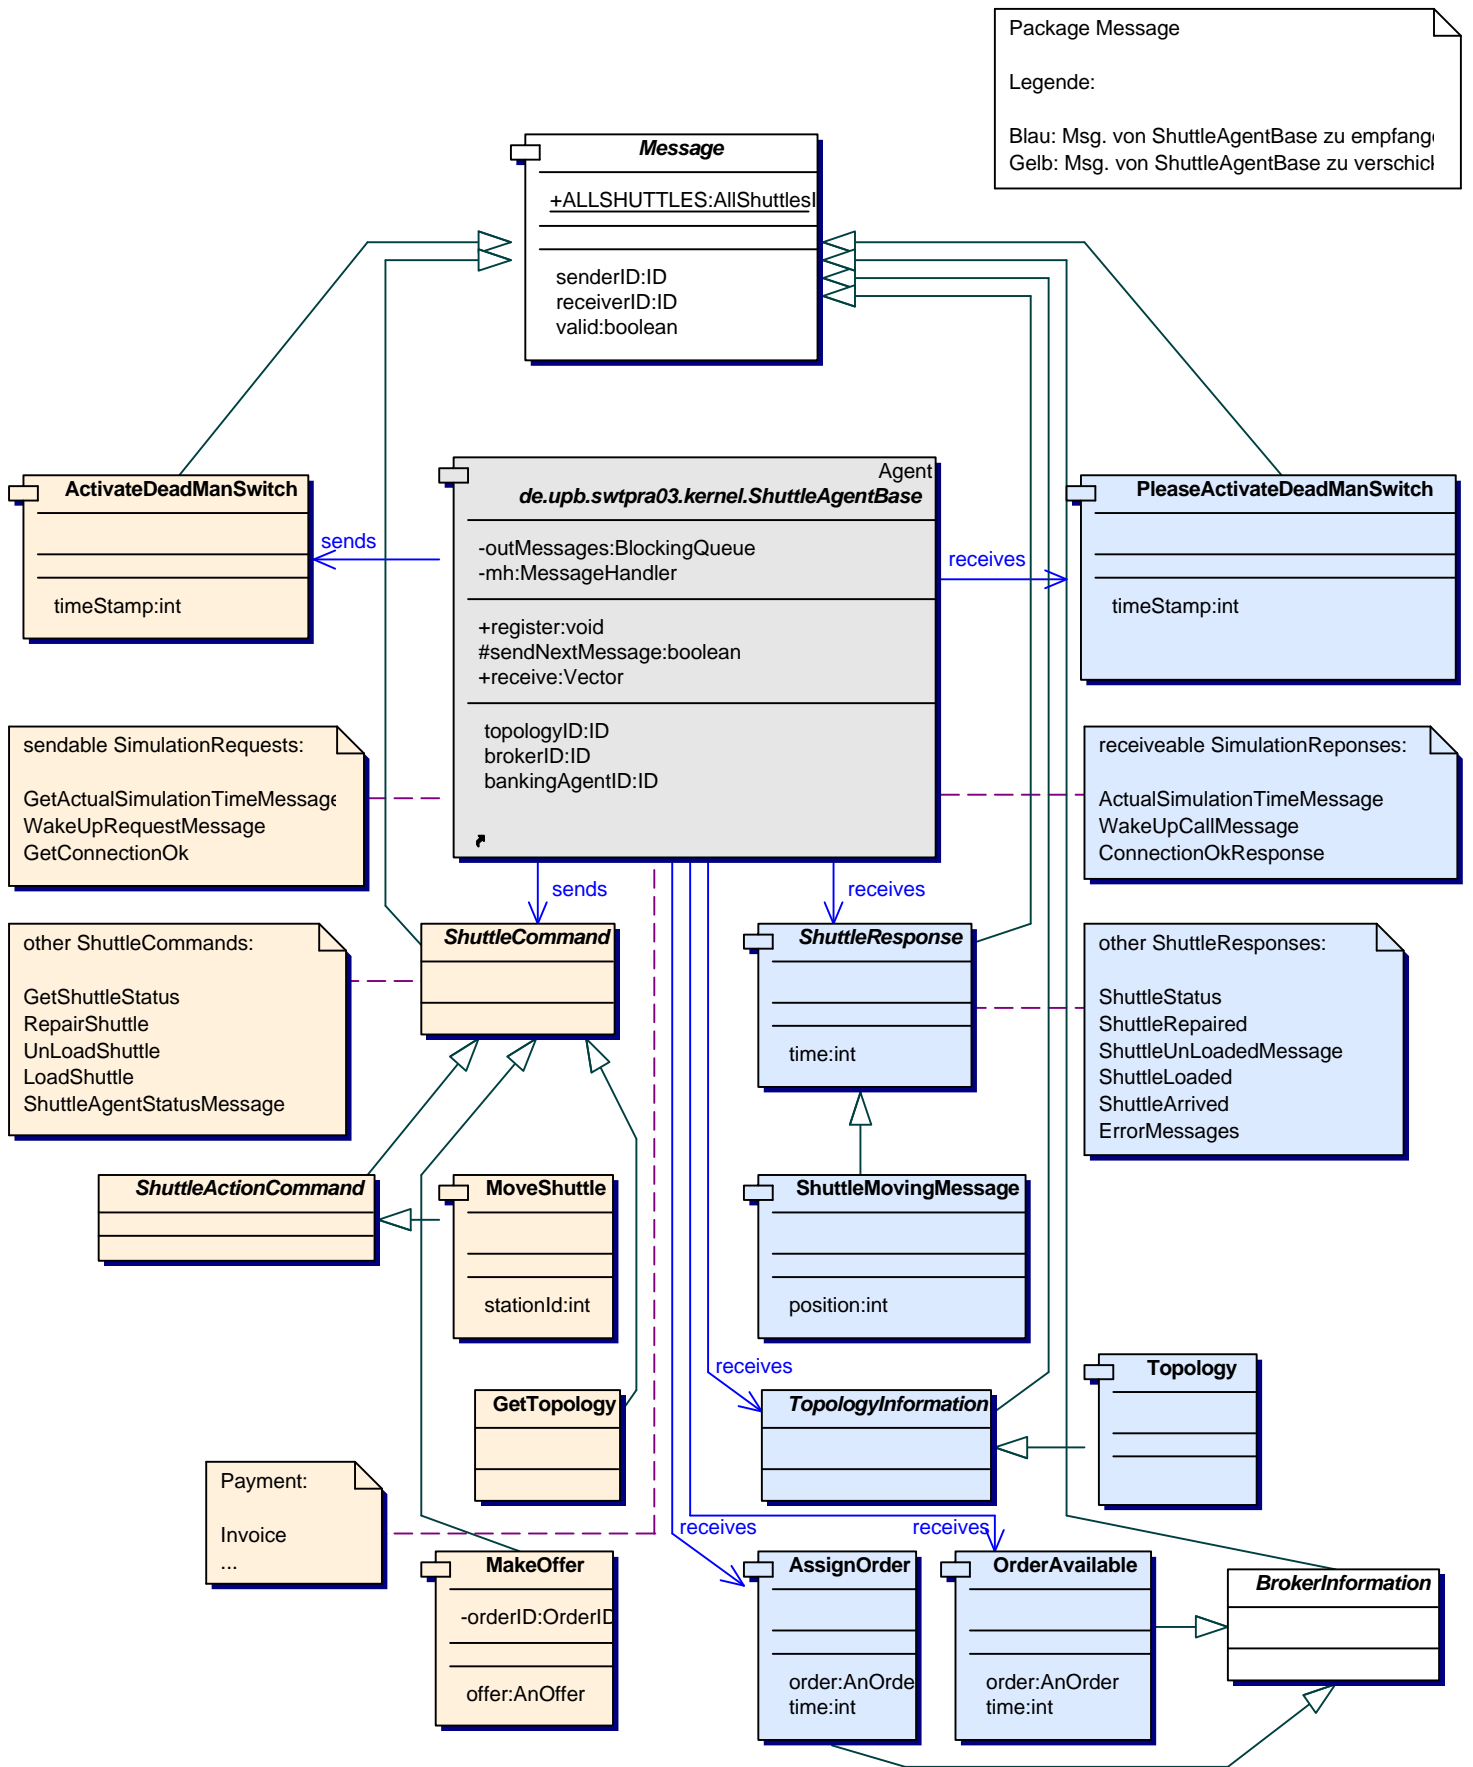 Package Message
Legende:
Blau: Msg. von ShuttleAgentBase zu empfang
Gelb: Msg. von ShuttleAgentBase zu verschic
Message
+ALLSHUTTLES:AllShuttlesI
senderID:ID
receiverID:ID
valid:boolean
ActivateDeadManSwitch
timeStamp:int
sends
Agent
de.upb.swtpra03.kernel.ShuttleAgentBase
-outMessages:BlockingQueue
-mh:MessageHandler
+register:void
#sendNextMessage:boolean
+receive:Vector
topologyID:ID
brokerID:ID
bankingAgentID:ID
receives
PleaseActivateDeadManSwitch
timeStamp:int
sendable SimulationRequests:
GetActualSimulationTimeMessage
WakeUpRequestMessage
GetConnectionOk
receiveable SimulationReponses:
ActualSimulationTimeMessage
WakeUpCallMessage
ConnectionOkResponse
sends
receives
other ShuttleCommands:
GetShuttleStatus
RepairShuttle
UnLoadShuttle
LoadShuttle
ShuttleAgentStatusMessage
ShuttleCommand
ShuttleResponse
time:int
other ShuttleResponses:
ShuttleStatus
ShuttleRepaired
ShuttleUnLoadedMessage
ShuttleLoaded
ShuttleArrived
ErrorMessages
ShuttleActionCommand
MoveShuttle
stationId:int
ShuttleMovingMessage
position:int
receives
GetTopology
TopologyInformation
Topology
Payment:
Invoice
...
receives
receives
MakeOffer
-orderID:OrderID
offer:AnOffer
AssignOrder
order:AnOrde
time:int
OrderAvailable
order:AnOrder
time:int
BrokerInformation